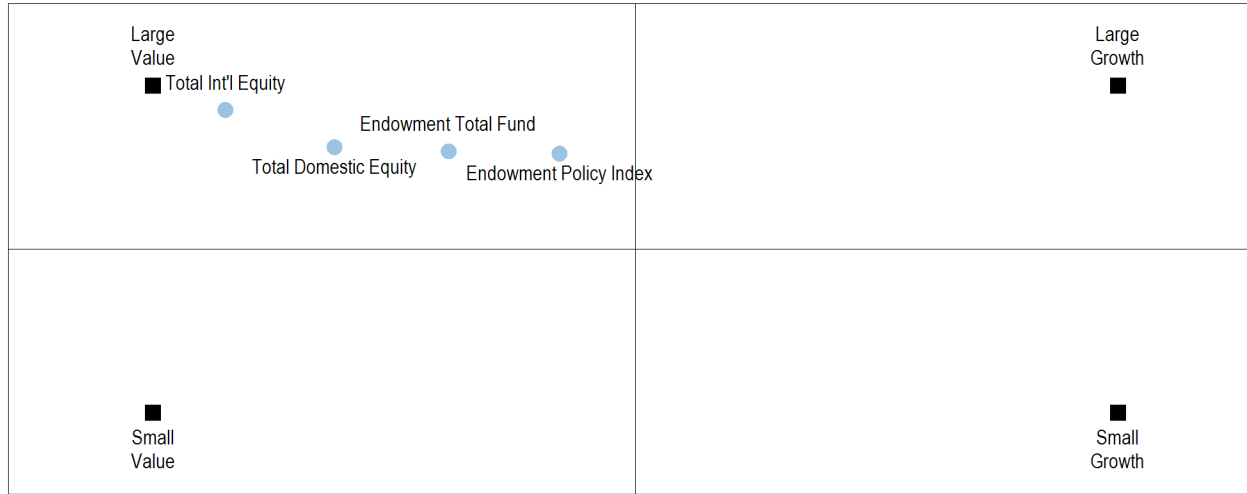 Large
Value
Large
Growth
Total Int'l Equity
Endowment Total Fund
Total Domestic Equity
Endowment Policy Index
Small
Value
Small
Growth